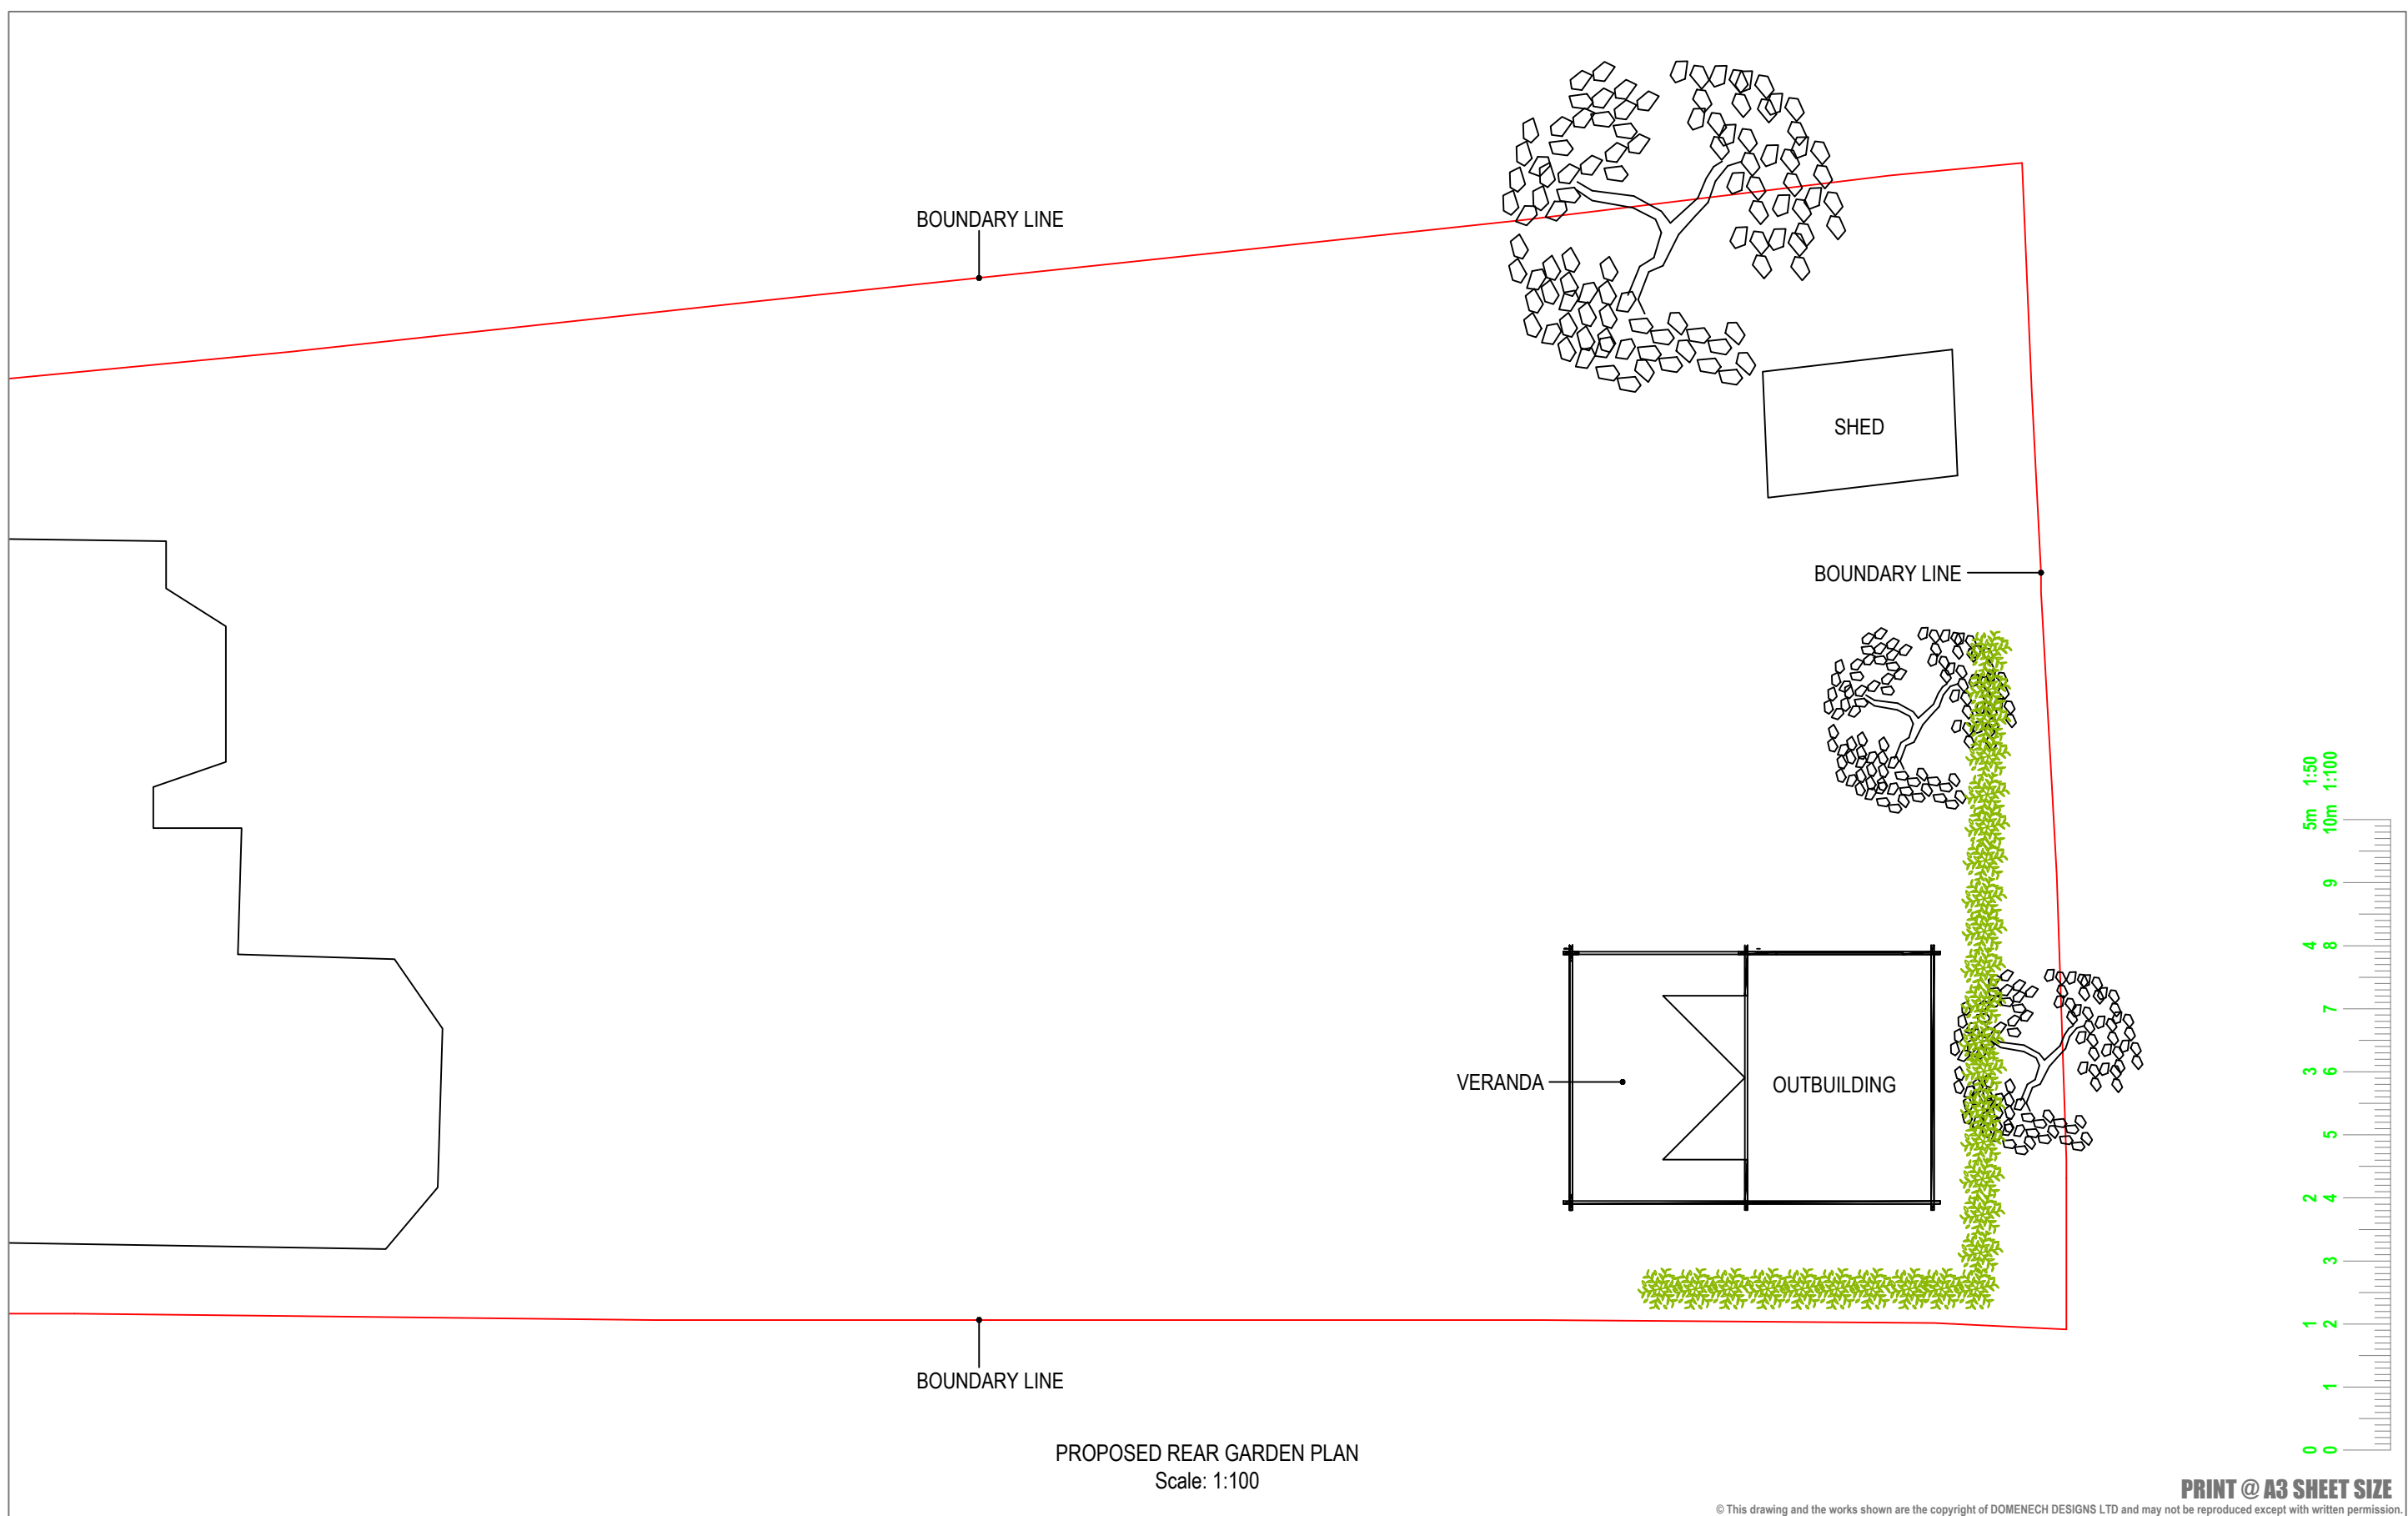 BOUNDARY LINE
SHED
BOUNDARY LINE
1:50
1:100
5m
10m
9
4
8
7
3
6
5
2
4
3
1
2
1
0
0
VERANDA
OUTBUILDING
BOUNDARY LINE
PROPOSED REAR GARDEN PLAN
Scale: 1:100
PRINT @ A3 SHEET SIZE
© This drawing and the works shown are the copyright of DOMENECH DESIGNS LTD and may not be reproduced except with written permission.